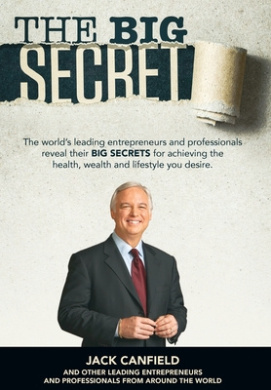 THE BIG
SECRET
The world's leading entrepreneurs and professionals
reveal their BIG SECRETS for achieving the
health, wealth and lifestyle you desire.
JACK CANFIELD
AND OTHER LEADING ENTREPRENEURS
AND PROFESSIONALS FROM AROUND THE WORLD